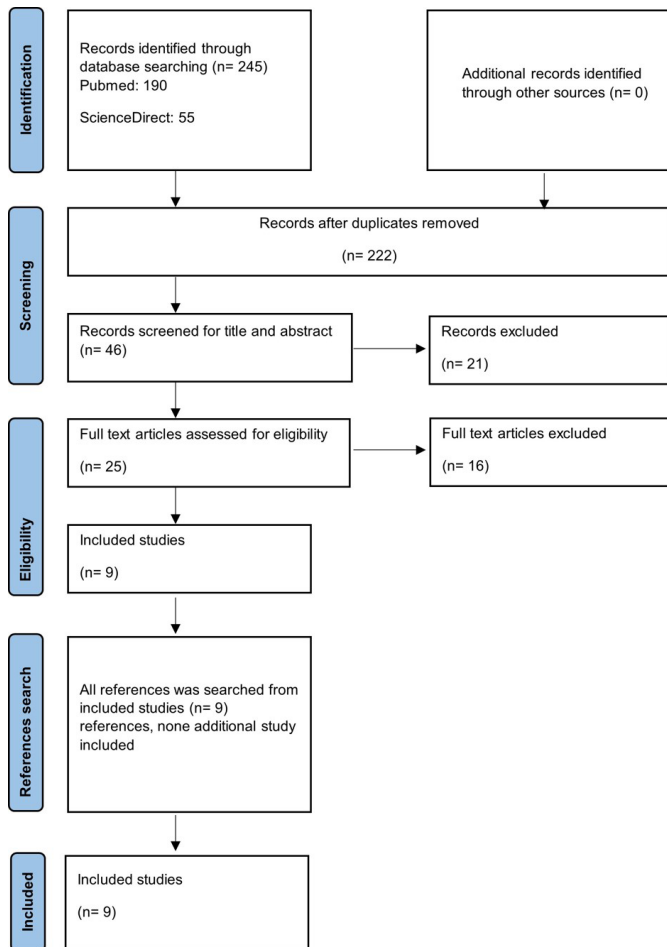 Identification
Records identified through
database searching (n= 245)
Pubmed: 190
ScienceDirect: 55
Additional records identified
through other sources (n= 0)
Screening
Records after duplicates removed
(n= 222)
Records screened for title and abstract
(n= 46)
Records excluded
(n= 21)
Eligibility
Full text articles assessed for eligibility
(n= 25)
Full text articles excluded
(n= 16)
Included studies
(n= 9)
References search
All references was searched from
included studies (n= 9)
references, none additional study
included
Included
Included studies
(n= 9)